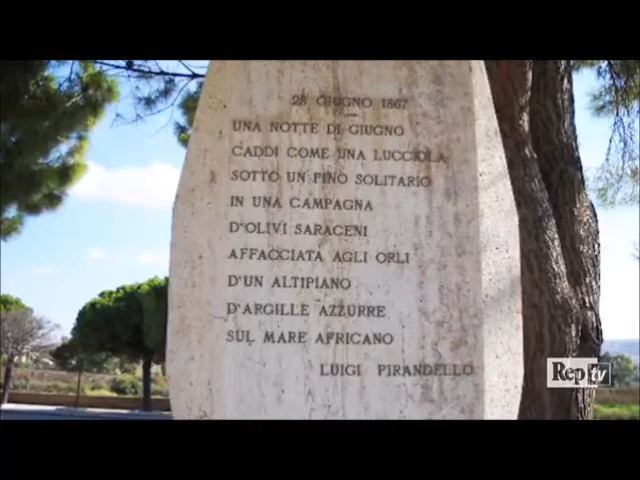 28 GIUGNO 1867
UNA NOTTE DI GIUGNO
CADDI COME UNA LUCCIOLA
SOTTO UN PINO SOLITARIO
IN UNA CAMPAGNA
D'OLIVI SARACENI
AFFACCIATA AGLI ORLI
D'UN ALTIPIANO
D'ARGILLE AZZURRE
SUL MARE AFRICANO
LUIGI PIRANDELLO
Rep tv